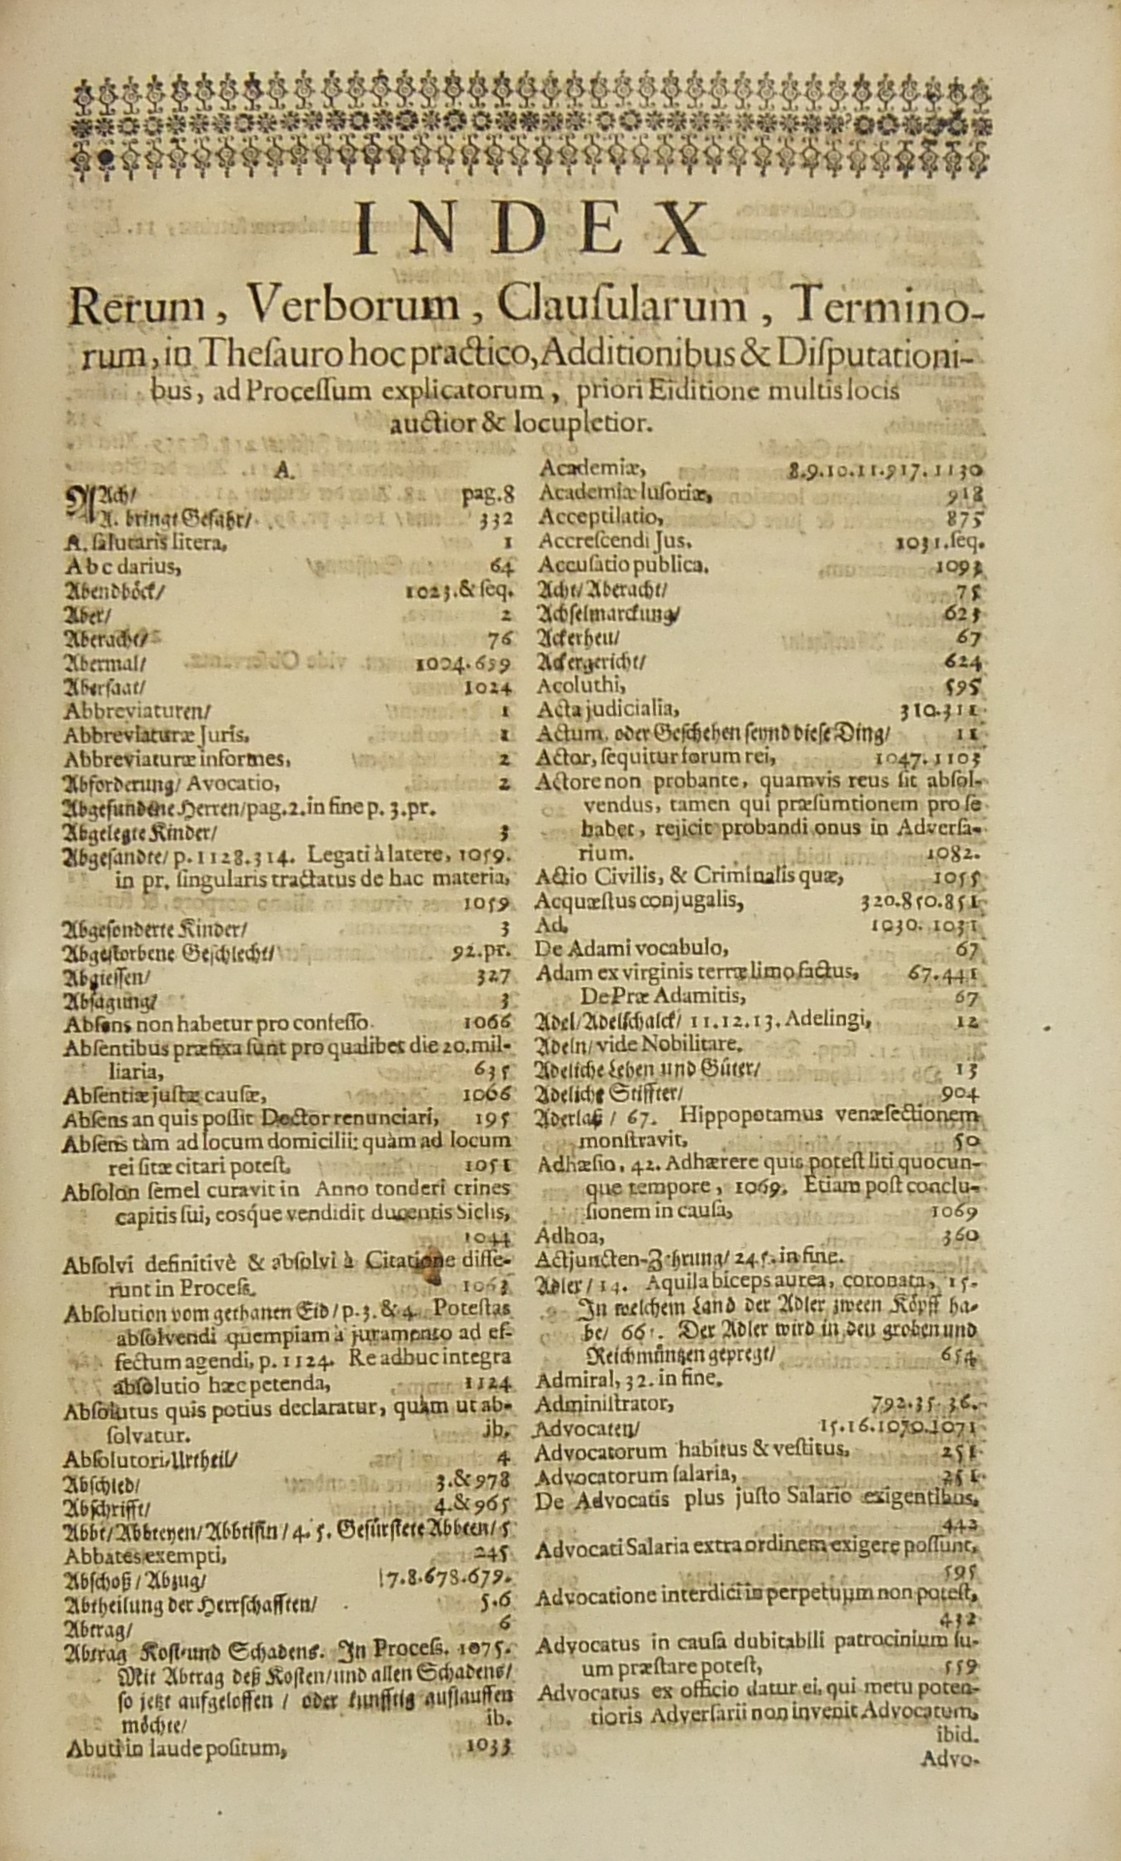 INDEX
Rerum, Verborum, Clauſularum, Termino-
rum, in Theſauro hoc practico, Additionibus & Diſputationi-
bus, ad Proceſſum explicatorum, priori Eiditione multis locis
auctior & locupletior.
A.
AAch/ pag.8
A. bringt Gefahr/ 332
A. ſalutaris litera, 1
Abc darius, 64
Abendböck/ 1023.& ſeq.
Aber/ 2
Aberacht/ 76
Abermal/ 1004.659
Aberſaat/ 1024
Abbreviaturen/ 1
Abbreviaturæ Juris, 1
Abbreviaturæ informes, 2
Abforderung/ Avocatio, 2
Abgefundene Herren/pag.2.in fine p. 3.pr.
Abgelegte Kinder/ 3
Abgeſandte/ p. 1128.314. Legati à latere, 1059.
in pr. ſingularis tractatus de hac materia,
1059
Abgeſonderte Kinder/ 3
Abgeſtorbene Geſchlecht/ 92.pr.
Abgieſſen/ 327
Abſagung/ 3
Abſens non habetur pro confeſſo. 1066
Abſentibus præfixa ſunt pro qualibet die 20.mil-
liaria, 635
Abſentiæ juſtæ cauſæ, 1066
Abſens an quis poſſit Doctor renunciari, 195
Abſens tàm ad locum domicilii: quàm ad locum
rei ſitæ citari poteſt, 1051
Abſolon ſemel curavit in Anno tonderi crines
capitis ſui, eosq́ue vendidit ducentis Siclis,
1044
Abſolvi definitivè & abſolvi à Citatione diffe-
runt in Proceß. 1063
Abſolution vom gethanen Eid/ p.3. & 4. Poteſtas
abſolvendi quempiam à juramento ad ef-
fectum agendi, p. 1124. Re adhuc integra
abſolutio hæc petenda, 1124
Abſolutus quis potius declaratur, quàm ut ab-
ſolvatur. ib.
Abſolutori-Urtheil/ 4
Abſchied/ 3.& 978
Abſchrifft/ 4.& 965
Abbt/Abbteyen/Abbtiſin/ 4. 5. Gefürſtete Abbten/ 5
Abbates exempti, 245
Abſchoß/ Abzug/ 17.8.678.679.
Abtheilung der Herrſchafften/ 5.6
Abtrag/ 6
Abtrag Koſt und Schadens. In Proceß. 1075.
Mit Abtrag deß Koſten/und allen Schadens/
ſo jetzt aufgeloffen / oder kunfftig auflauffen
möchte/ ib.
Abuti in laude poſitum, 1033
Academiæ, 8.9.10.11.917.1130
Academiæ luſoriæ, 918
Acceptilatio, 875
Accreſcendi Jus, 1031.ſeq.
Accuſatio publica, 1093
Acht/Aberacht/ 75
Achſelmarckung/ 623
Ackerheu/ 67
Ackergericht/ 624
Acoluthi, 595
Acta judicialia, 310.311
Actum, oder Geſchehen ſeynd dieſe Ding/ 11
Actor, ſequitur forum rei, 1047.1103
Actore non probante, quamvis reus ſit abſol-
vendus, tamen qui præſumtionem pro ſe
habet, rejicit probandi onus in Adverſa-
rium. 1082.
Actio Civilis, & Criminalis quæ, 1055
Acquæſtus conjugalis, 320.850.851
Ad, 1030. 1031
De Adami vocabulo, 67
Adam ex virginis terræ limo factus, 67.441
De Præ Adamitis, 67
Adel/Adelſchalck/ 11.12.13. Adelingi, 12
Adeln/ vide Nobilitare.
Adeliche Lehen und Güter/ 13
Adeliche Stiffter/ 904
Aderlaß / 67. Hippopotamus venæſectionem
monſtravit, 50
Adhæſio, 42. Adhærere quis poteſt liti quocun-
que tempore, 1069. Etiam poſt conclu-
ſionem in cauſa, 1069
Adhoa, 360
Actjuncten-Zehrung/ 245. in fine.
Adler/ 14. Aquila biceps aurea, coronata, 15.
In welchem Land der Adler zween Köpff ha-
be/ 661. Der Adler wird in den groben und
Reichmüntzen geprege/ 654
Admiral, 32. in fine.
Adminiſtrator, 792.35 36.
Advocaten/ 15.16.1070.1071
Advocatorum habitus & veſtitus, 251
Advocatorum ſalaria, 251
De Advocatis plus juſto Salario exigentibus,
442
Advocati Salaria extraordinem exigere poſſunt,
595
Advocatione interdici in perpetuum non poteſt,
432
Advocatus in cauſa dubitabili patrocinium ſu-
um præſtare poteſt, 559
Advocatus ex officio datur ei, qui metu poten-
tioris Adverſarii non invenit Advocatum,
ibid.
Advo-